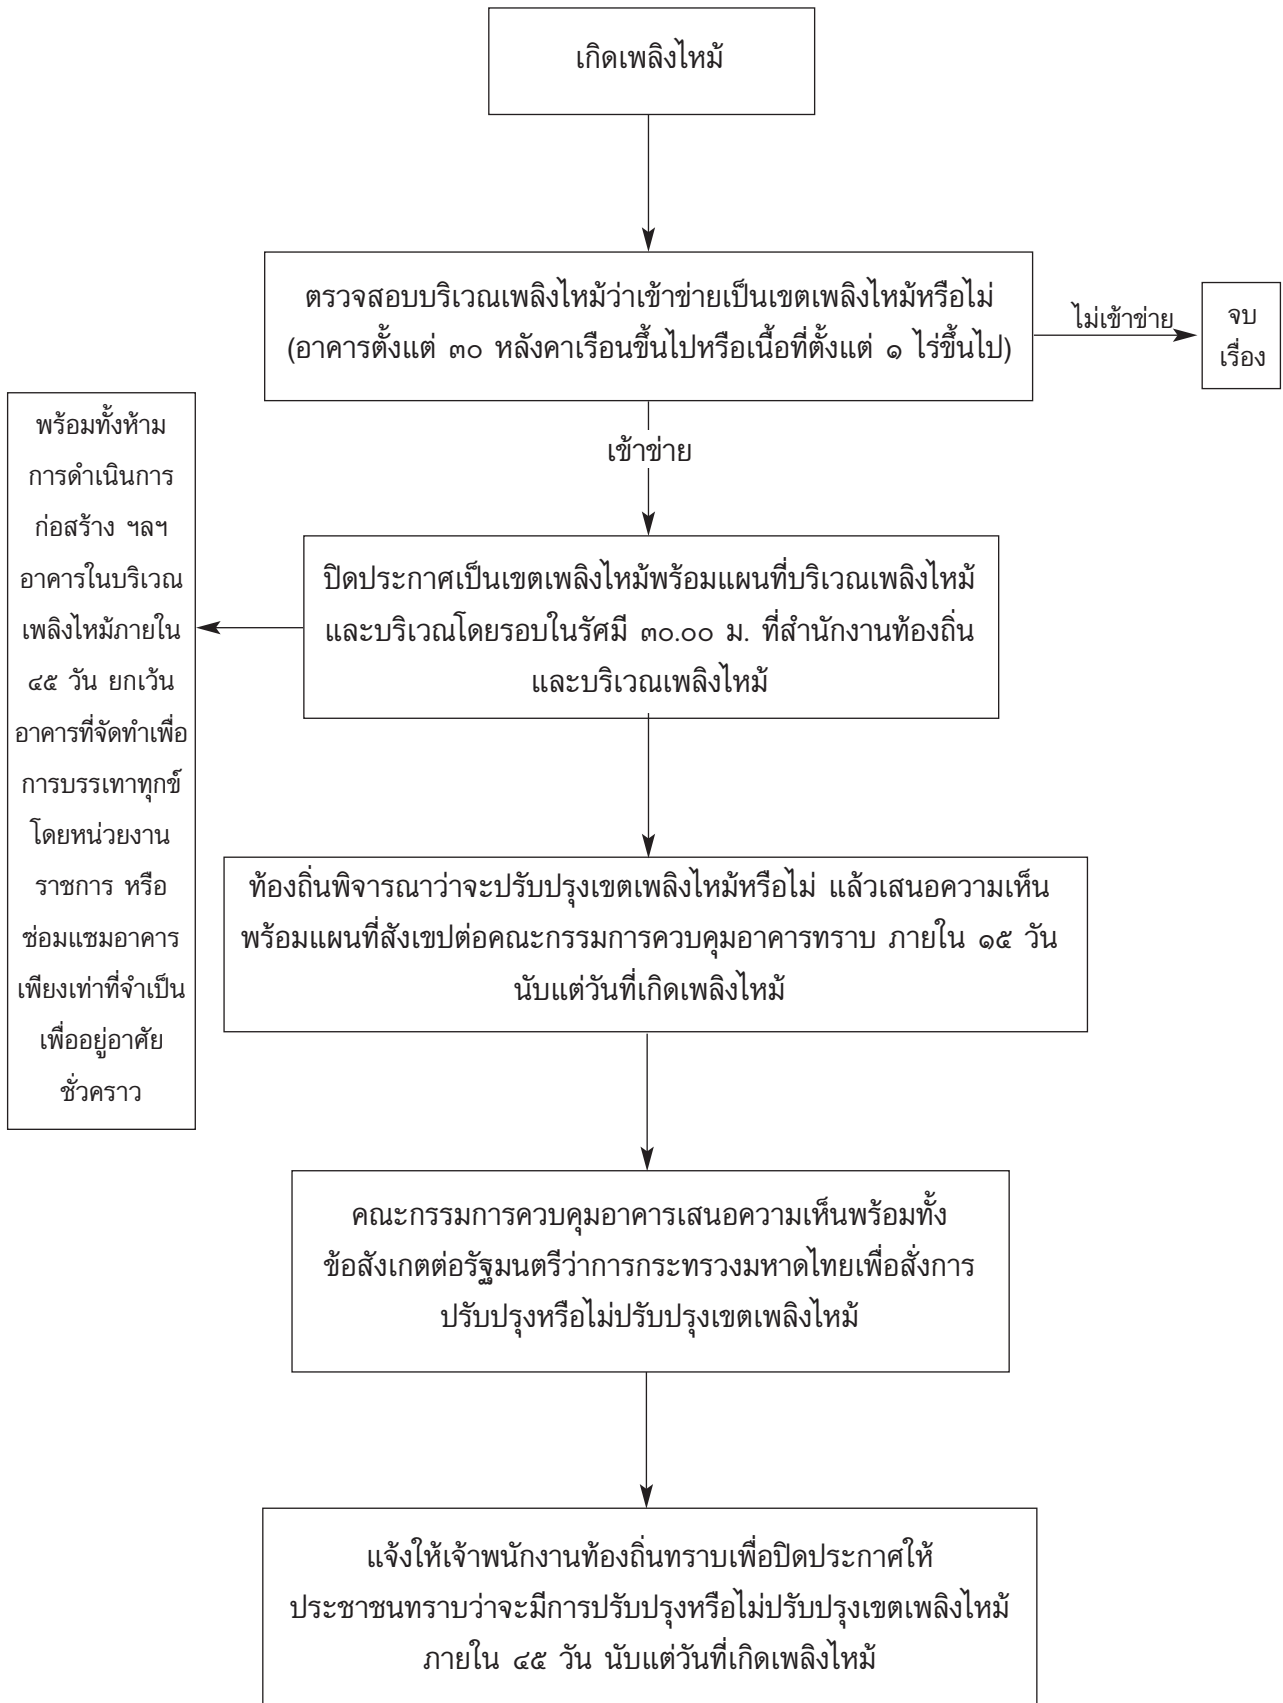 เกิดเพลิงไหม้
ตรวจสอบบริเวณเพลิงไหม้ว่าเข้าข่ายเป็นเขตเพลิงไหม้หรือไม่
(อาคารตั้งแต่ ๓๐ หลังคาเรือนขึ้นไปหรือเนื้อที่ตั้งแต่ ๑ ไร่ขึ้นไป)
ไม่เข้าข่าย
จบ
เรื่อง
เข้าข่าย
ปิดประกาศเป็นเขตเพลิงไหม้พร้อมแผนที่บริเวณเพลิงไหม้
และบริเวณโดยรอบในรัศมี ๓๐.๐๐ ม. ที่สำนักงานท้องถิ่น
และบริเวณเพลิงไหม้
พร้อมทั้งห้าม
การดำเนินการ
ก่อสร้าง ฯลฯ
อาคารในบริเวณ
เพลิงไหม้ภายใน
๔๕ วัน ยกเว้น
อาคารที่จัดทำเพื่อ
การบรรเทาทุกข์
โดยหน่วยงาน
ราชการ หรือ
ซ่อมแซมอาคาร
เพียงเท่าที่จำเป็น
เพื่ออยู่อาศัย
ชั่วคราว
ท้องถิ่นพิจารณาว่าจะปรับปรุงเขตเพลิงไหม้หรือไม่ แล้วเสนอความเห็น
พร้อมแผนที่สังเขปต่อคณะกรรมการควบคุมอาคารทราบ ภายใน ๑๕ วัน
นับแต่วันที่เกิดเพลิงไหม้
คณะกรรมการควบคุมอาคารเสนอความเห็นพร้อมทั้ง
ข้อสังเกตต่อรัฐมนตรีว่าการกระทรวงมหาดไทยเพื่อสั่งการ
ปรับปรุงหรือไม่ปรับปรุงเขตเพลิงไหม้
แจ้งให้เจ้าพนักงานท้องถิ่นทราบเพื่อปิดประกาศให้
ประชาชนทราบว่าจะมีการปรับปรุงหรือไม่ปรับปรุงเขตเพลิงไหม้
ภายใน ๔๕ วัน นับแต่วันที่เกิดเพลิงไหม้